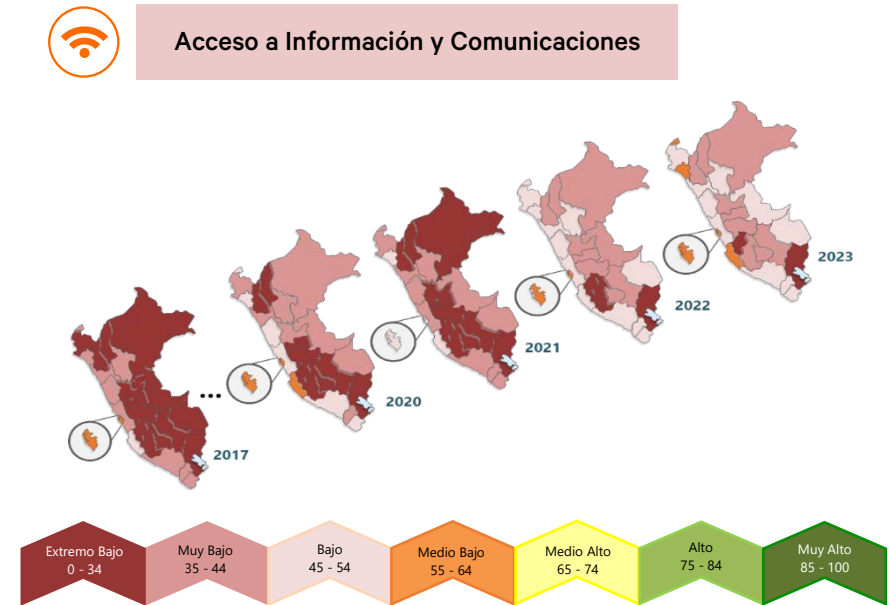 Acceso a Información y Comunicaciones
2023
2022
2021
...
2020
2017
Extremo Bajo
0 - 34
Muy Bajo
35 - 44
Bajo
45 - 54
Medio Bajo
55 - 64
Medio Alto
65 - 74
Alto
75 - 84
Muy Alto
85 - 100